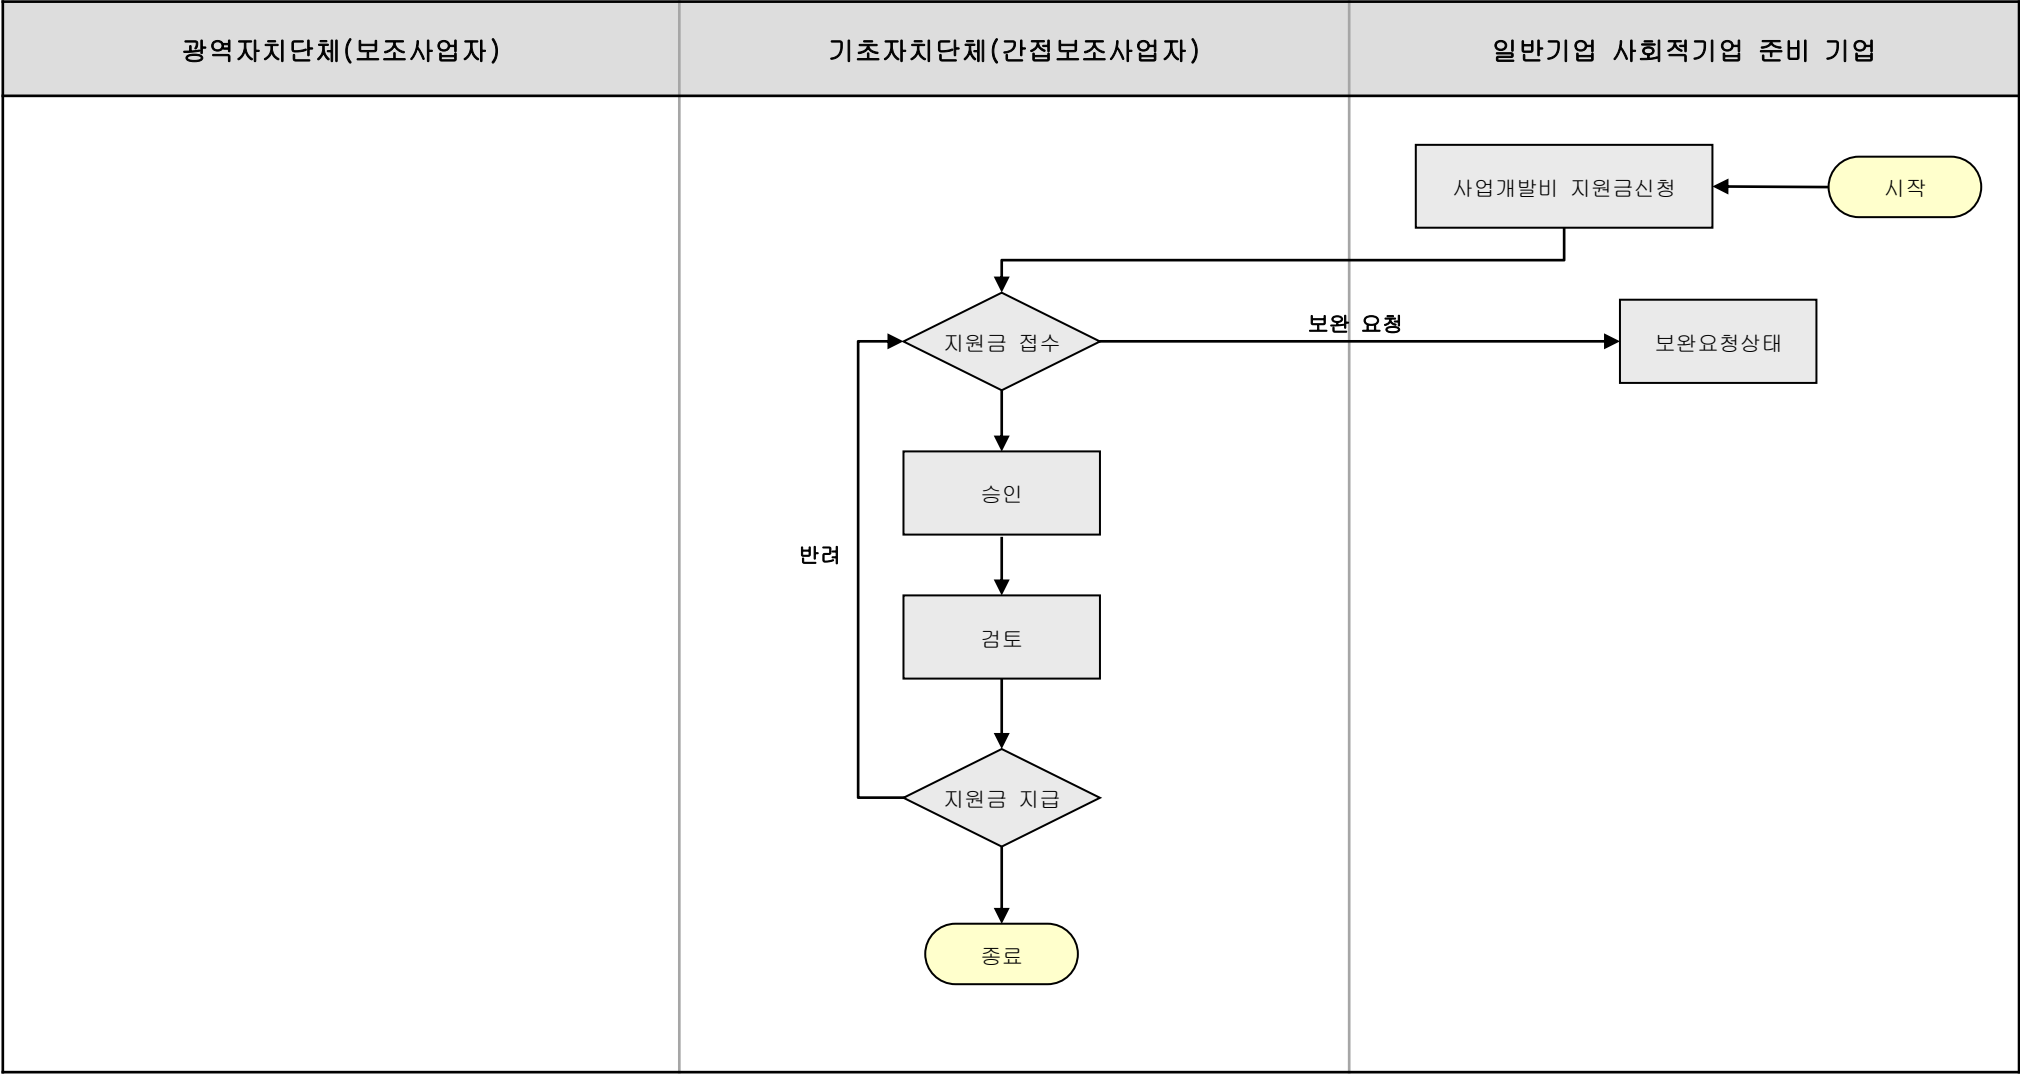 광역자치단체(보조사업자)
기초자치단체(간접보조사업자)
일반기업 사회적기업 준비 기업
사업개발비 지원금신청
시작
보완 요청
지원금 접수
보완요청상태
승인
반려
검토
지원금 지급
종료